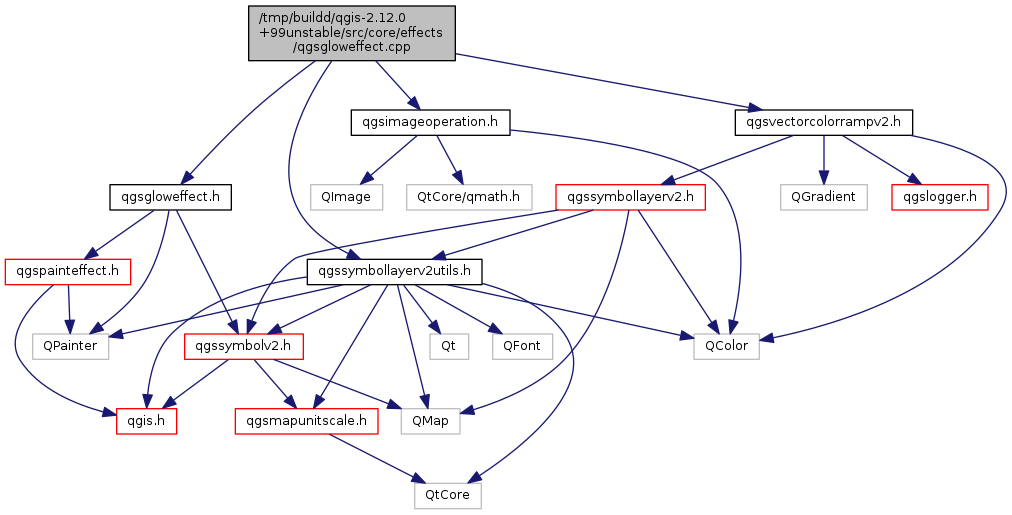 /tmp/buildd/qgis-2.12.0
+99unstable/src/core/effects
/qgsgloweffect.cpp
qgsimageoperation.h
qgsvectorcolorrampv2.h
qgsgloweffect.h
QImage
QtCore/qmath.h
qgssymbollayerv2.h
QGradient
qgslogger.h
qgspainteffect.h
qgssymbollayerv2utils.h
QPainter
qgssymbolv2.h
Qt
QFont
QColor
qgis.h
qgsmapunitscale.h
QMap
QtCore